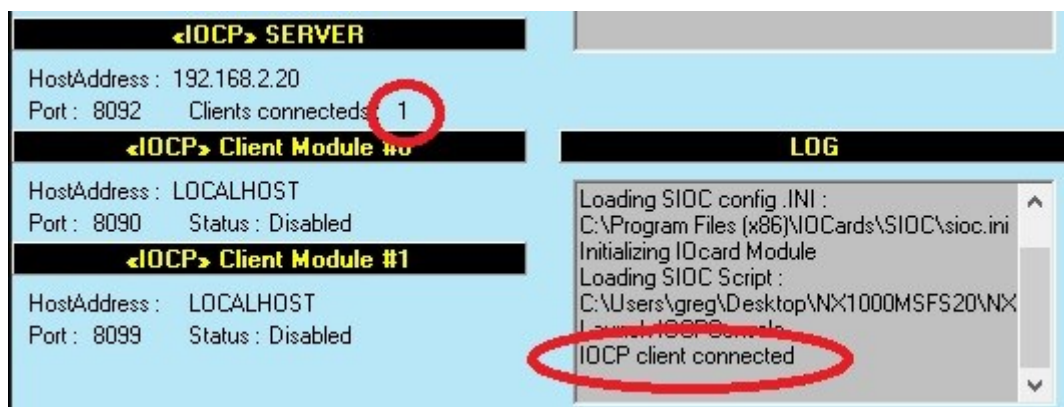 «IOCP» SERVER
HostAddress : 192.168.2.20
Port : 8092 Clients connecteds 1
«IOCP» Client Module #0
HostAddress : LOCALHOST
Port : 8090 Status : Disabled
«IOCP» Client Module #1
HostAddress : LOCALHOST
Port : 8099 Status : Disabled
LOG
Loading SIOC config .INI :
C:\Program Files (x86)\IOCards\SIOC\sioc.ini
Initializing IOcard Module
Loading SIOC Script :
C:\Users\greg\Desktop\NX1000MSFS20\NX
Launch IOCPConsole
IOCP client connected